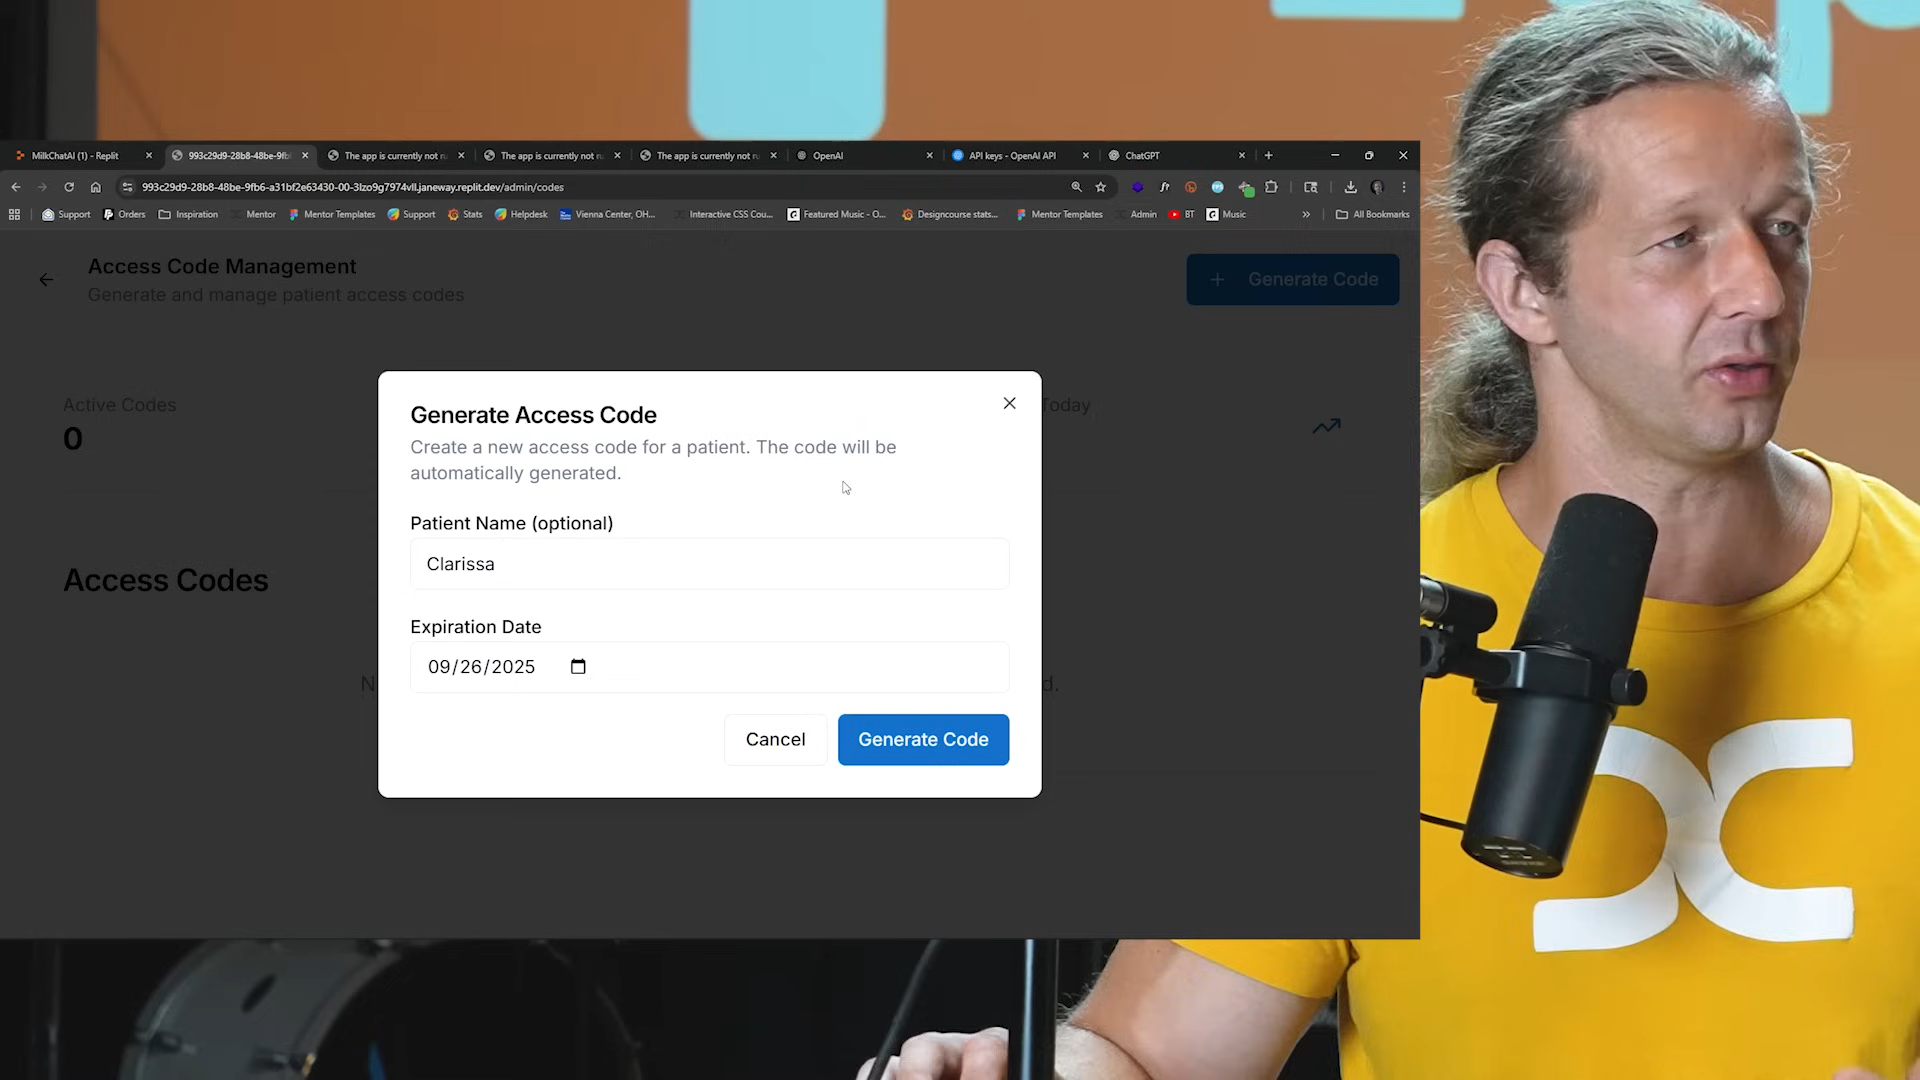 MilkChatAI (1) - Replit
993c29d9-28b8-48be-9fb
The app is currently not ru
The app is currently not ru
The app is currently not ru
OpenAI
API keys - OpenAI API
ChatGPT
993c29d9-28b8-48be-9fb6-a31bf2e63430-00-3lzo9g7974vll.janeway.replit.dev/admin/codes
Support
Orders
Inspiration
Mentor
Mentor Templates
Support
Stats
Helpdesk
Vienna Center, OH...
Interactive CSS Cou...
Featured Music - O...
Designcourse stats...
Mentor Templates
Admin
BT
Music
All Bookmarks
Access Code Management
Generate and manage patient access codes
+ Generate Code
Active Codes
0
Today
Generate Access Code
Create a new access code for a patient. The code will be
automatically generated.
Patient Name (optional)
Clarissa
Access Codes
Expiration Date
09/26/2025
N
d.
Cancel
Generate Code